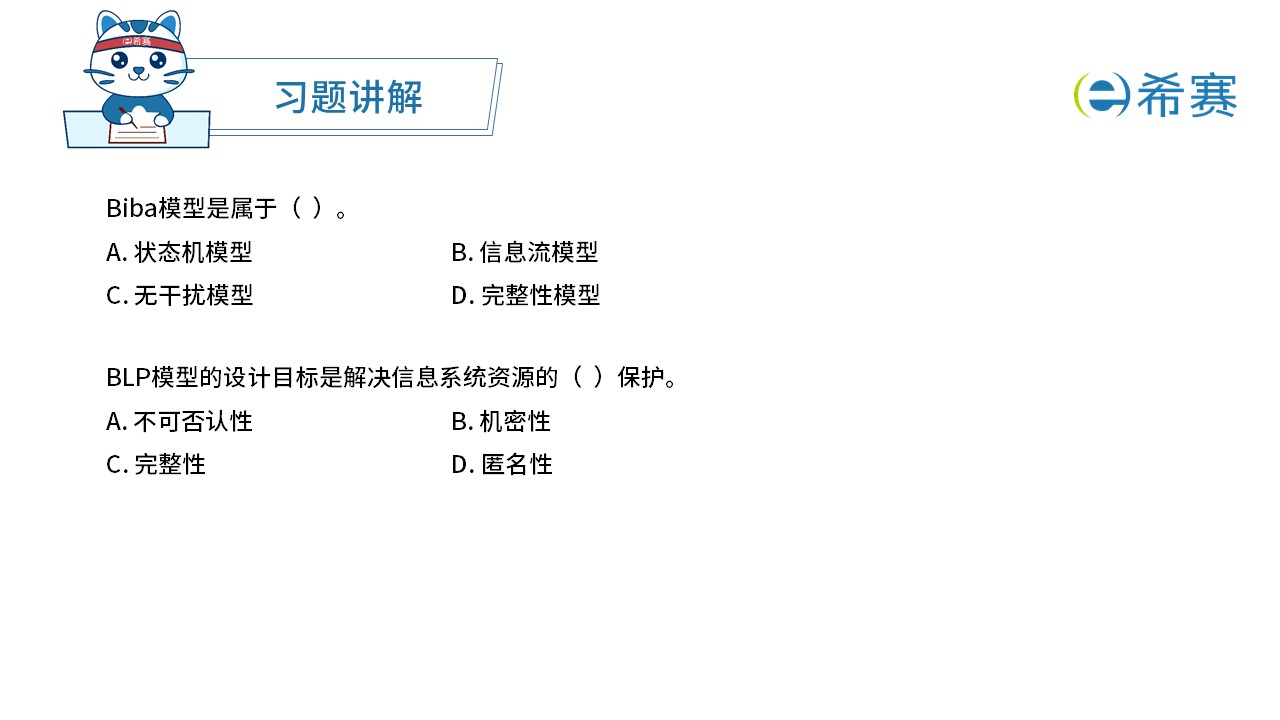 希赛
习题讲解
希赛
Biba模型是属于（ ）。
A. 状态机模型 B. 信息流模型
C. 无干扰模型 D. 完整性模型
BLP模型的设计目标是解决信息系统资源的（ ）保护。
A. 不可否认性 B. 机密性
C. 完整性 D. 匿名性